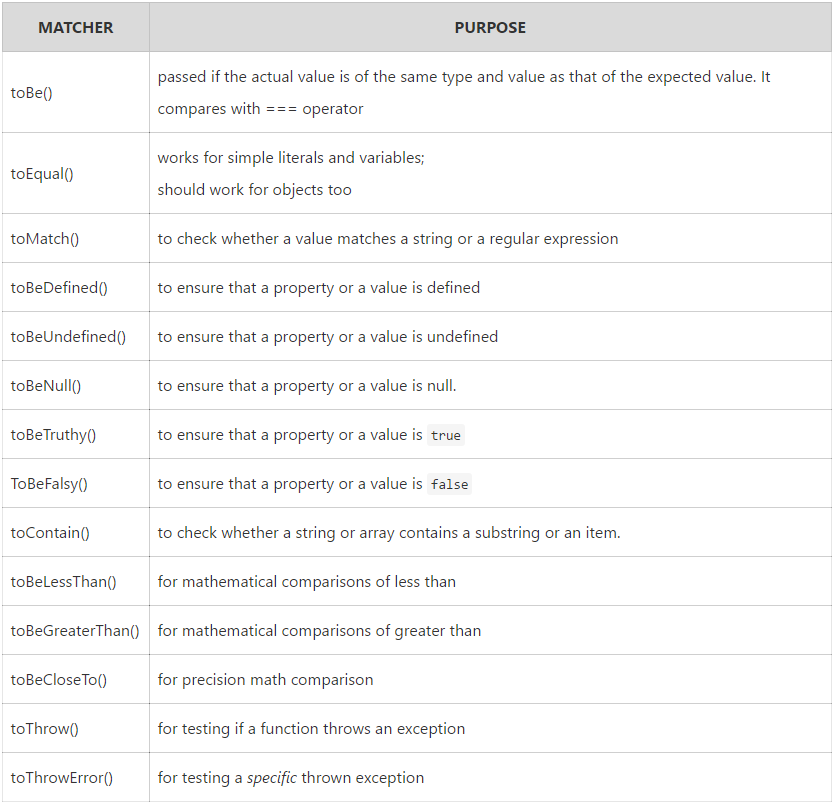 MATCHER PURPOSE
toBe() passed if the actual value is of the same type and value as that of the expected value. It
compares with === operator
toEqual() works for simple literals and variables;
should work for objects too
toMatch() to check whether a value matches a string or a regular expression
toBeDefined() to ensure that a property or a value is defined
toBeUndefined() to ensure that a property or a value is undefined
toBeNull() to ensure that a property or a value is null.
toBeTruthy() to ensure that a property or a value is true
ToBeFalsy() to ensure that a property or a value is false
toContain() to check whether a string or array contains a substring or an item.
toBeLessThan() for mathematical comparisons of less than
toBeGreaterThan() for mathematical comparisons of greater than
toBeCloseTo() for precision math comparison
toThrow() for testing if a function throws an exception
toThrowError() for testing a specific thrown exception